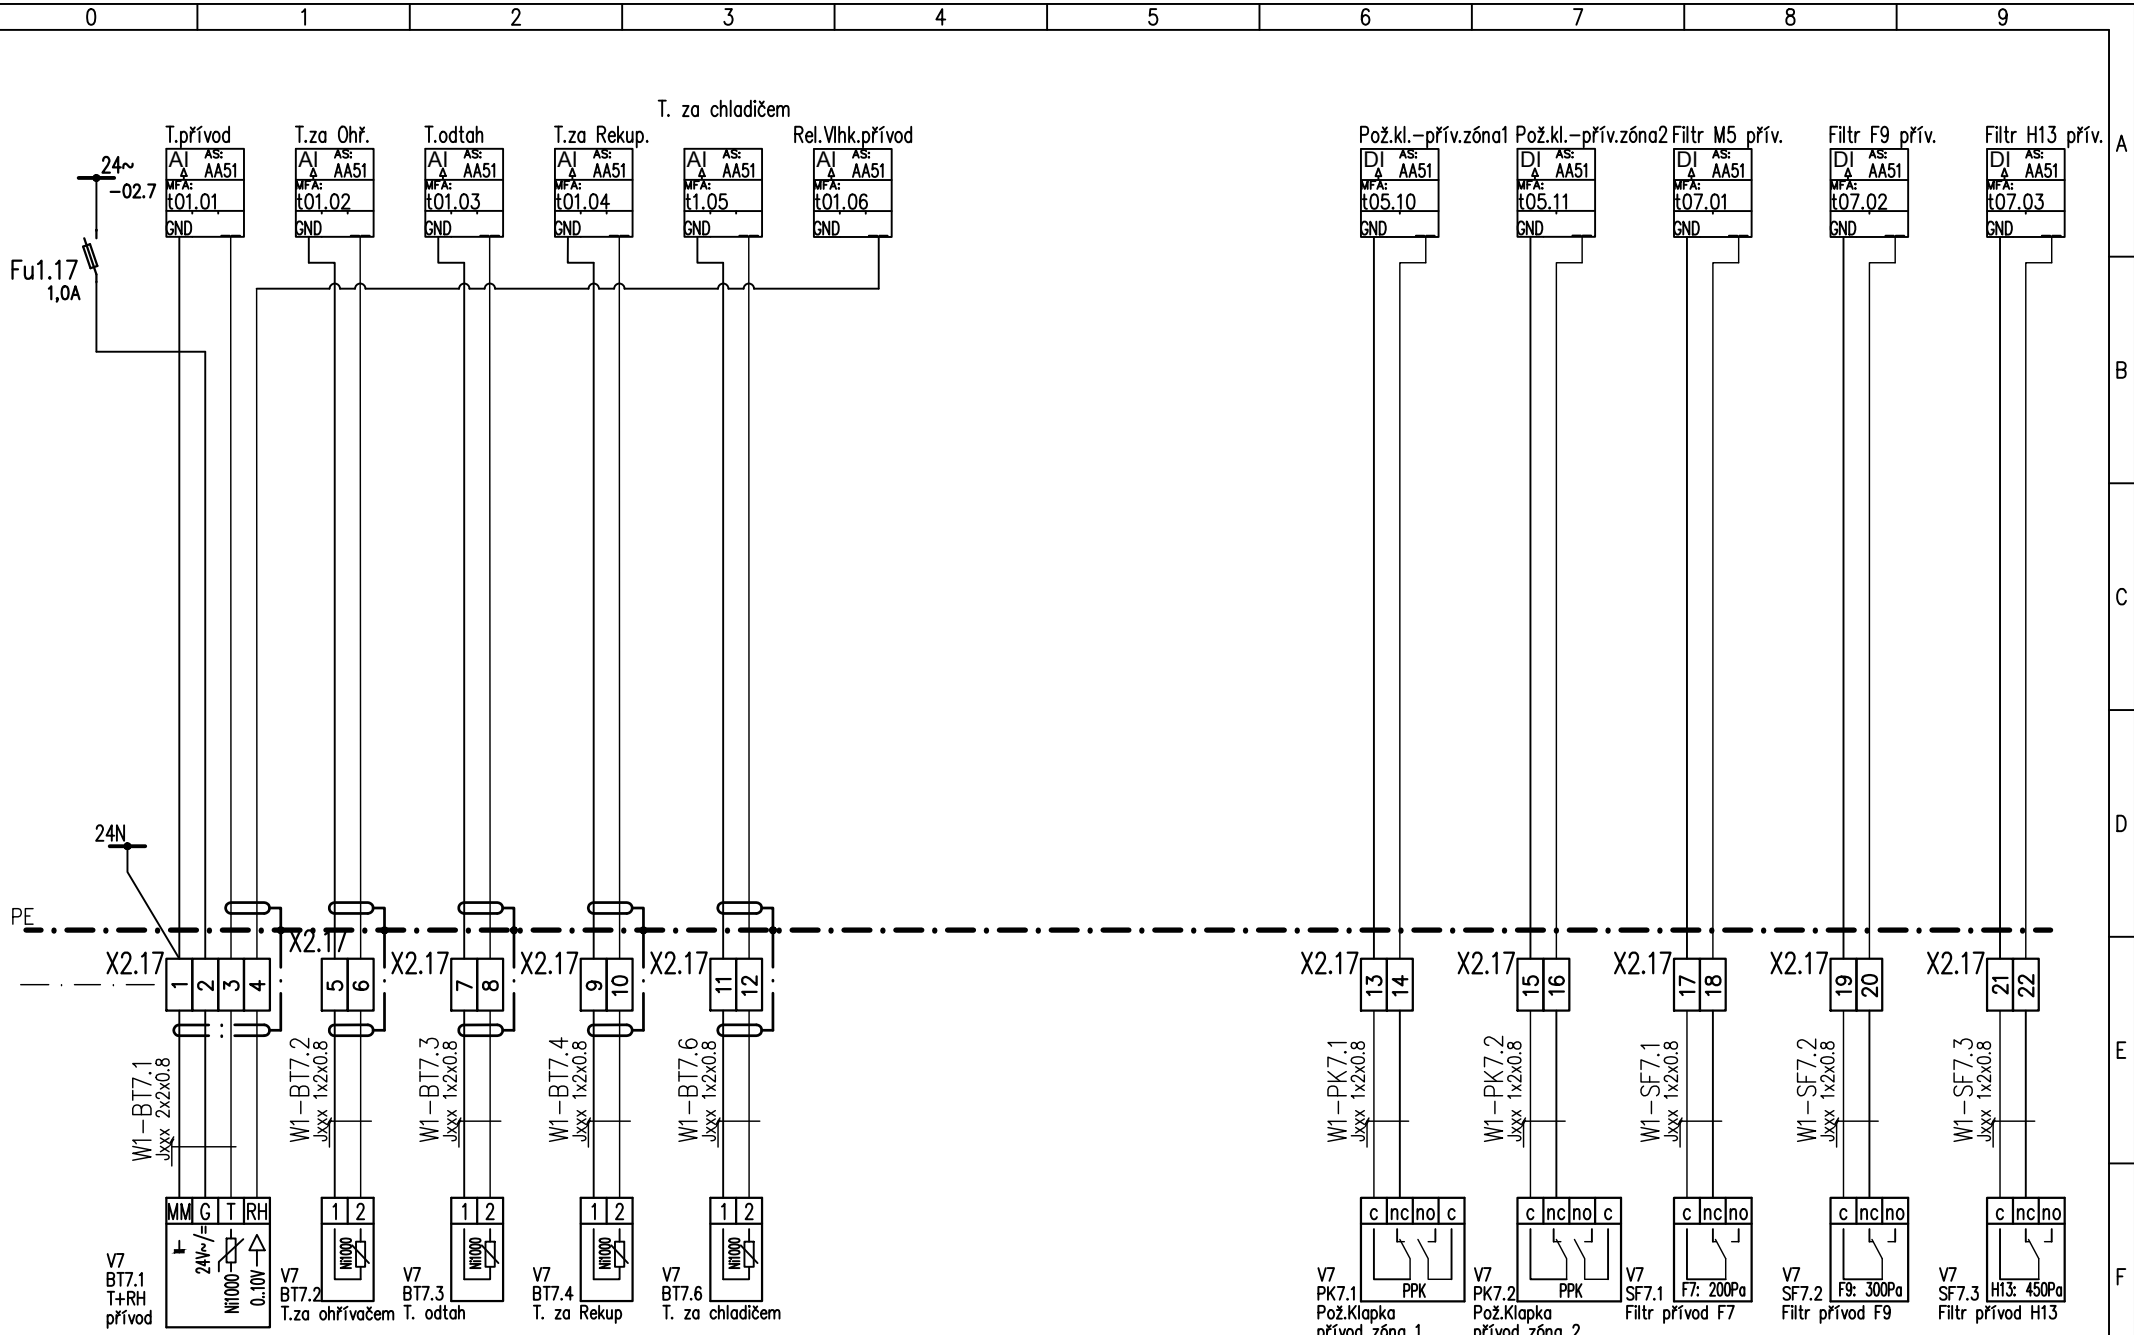 0 1 2 3 4 5 6 7 8 9
A
B
C
D
E
F
T. za chladičem
T.přívod T.za Ohř. T.odtah T.za Rekup. Rel.Vlhk.přívod Pož.kl.-přív.zóna1 Pož.kl.-přív.zóna2 Filtr M5 přív. Filtr F9 přív. Filtr H13 přív.
AI AS: AA51
MFA:
t01.01
GND
AI AS: AA51
MFA:
t01.02
GND
AI AS: AA51
MFA:
t01.03
GND
AI AS: AA51
MFA:
t01.04
GND
AI AS: AA51
MFA:
t1.05
GND
AI AS: AA51
MFA:
t01.06
GND
DI AS: AA51
MFA:
t05.10
GND
DI AS: AA51
MFA:
t05.11
GND
DI AS: AA51
MFA:
t07.01
GND
DI AS: AA51
MFA:
t07.02
GND
DI AS: AA51
MFA:
t07.03
GND
24~
-02.7
Fu1.17
1,0A
24N
PE
X2.17 1 2 3 4
X2.17 5 6
X2.17 7 8
X2.17 9 10
X2.17 11 12
X2.17 13 14
X2.17 15 16
X2.17 17 18
X2.17 19 20
X2.17 21 22
W1-BT7.1
Jxxx 2x2x0.8
W1-BT7.2
Jxxx 1x2x0.8
W1-BT7.3
Jxxx 1x2x0.8
W1-BT7.4
Jxxx 1x2x0.8
W1-BT7.6
Jxxx 1x2x0.8
W1-PK7.1
Jxxx 1x2x0.8
W1-PK7.2
Jxxx 1x2x0.8
W1-SF7.1
Jxxx 1x2x0.8
W1-SF7.2
Jxxx 1x2x0.8
W1-SF7.3
Jxxx 1x2x0.8
MM G T RH
24V~/=
Ni1000
0.10V
V7
BT7.1
T+RH
přívod
1 2
Ni1000
V7
BT7.2
T.za ohřívačem
1 2
Ni1000
V7
BT7.3
T. odtah
1 2
Ni1000
V7
BT7.4
T. za Rekup
1 2
Ni1000
V7
BT7.6
T. za chladičem
c nc no c
PPK
V7
PK7.1
Pož.Klapka
přívod zóna 1
c nc no c
PPK
V7
PK7.2
Pož.Klapka
přívod zóna 2
c nc no
F7: 200Pa
V7
SF7.1
Filtr přívod F7
c nc no
F9: 300Pa
V7
SF7.2
Filtr přívod F9
c nc no
H13: 450Pa
V7
SF7.3
Filtr přívod H13